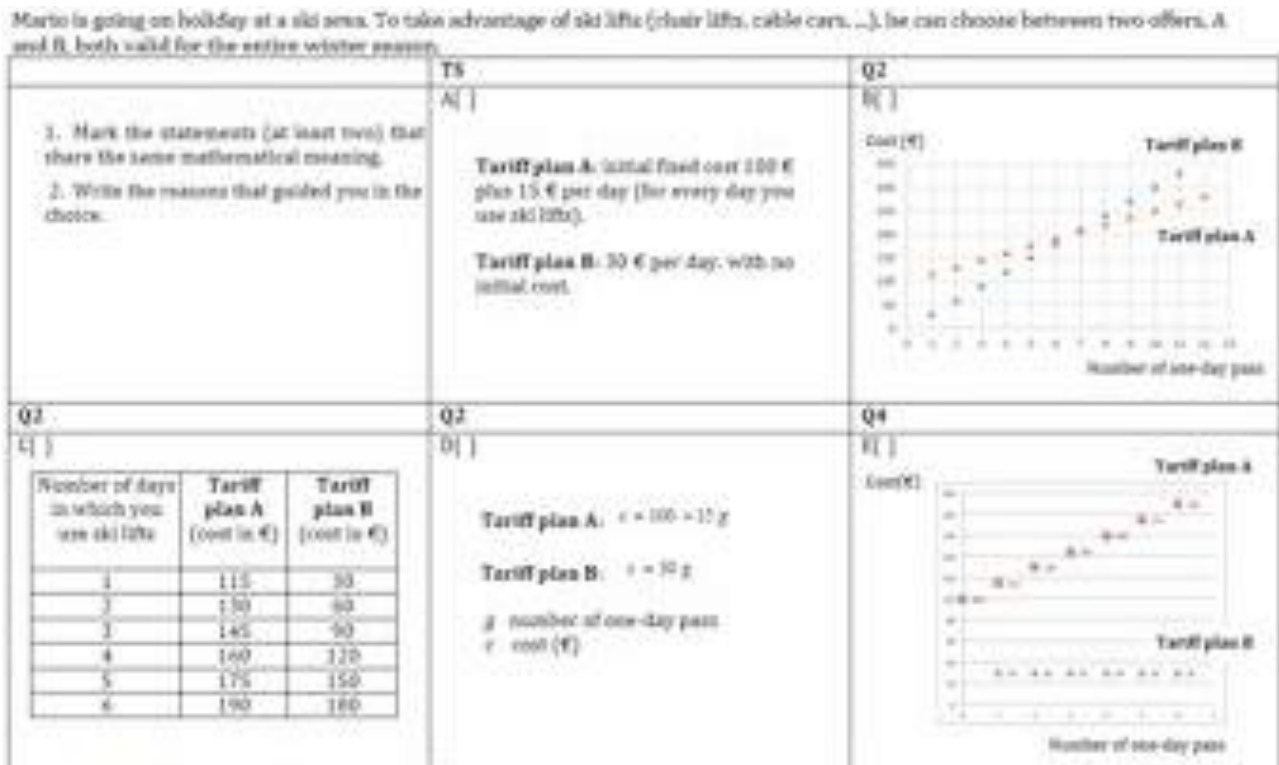 Mario is going on holiday at a ski area. To take advantage of ski lifts (chair lifts, cable cars, ...), he can choose between two offers, A
and B, both valid for the entire winter season.
TS
Q2
1. Mark the statements (at least two) that
share the same mathematical meaning.
2. Write the reasons that guided you in the
choice.
A[ ]
Tariff plan A: initial fixed cost 100 €
plus 15 € per day (for every day you
use ski lifts).
Tariff plan B: 30 € per day, with no
initial cost.
B[ ]
Cost (€)
Tariff plan B
Tariff plan A
Number of one-day pass
Q2
Q2
Q4
C[ ]
Number of days
in which you
use ski lifts
Tariff
plan A
(cost in €)
Tariff
plan B
(cost in €)
1 115 30
2 130 60
3 145 90
4 160 120
5 175 150
6 190 180
D[ ]
Tariff plan A:
Tariff plan B: c = 30 g
g number of one-day pass
c cost (€)
E[ ]
Cost(€)
Tariff plan A
Tariff plan B
Number of one-day pass